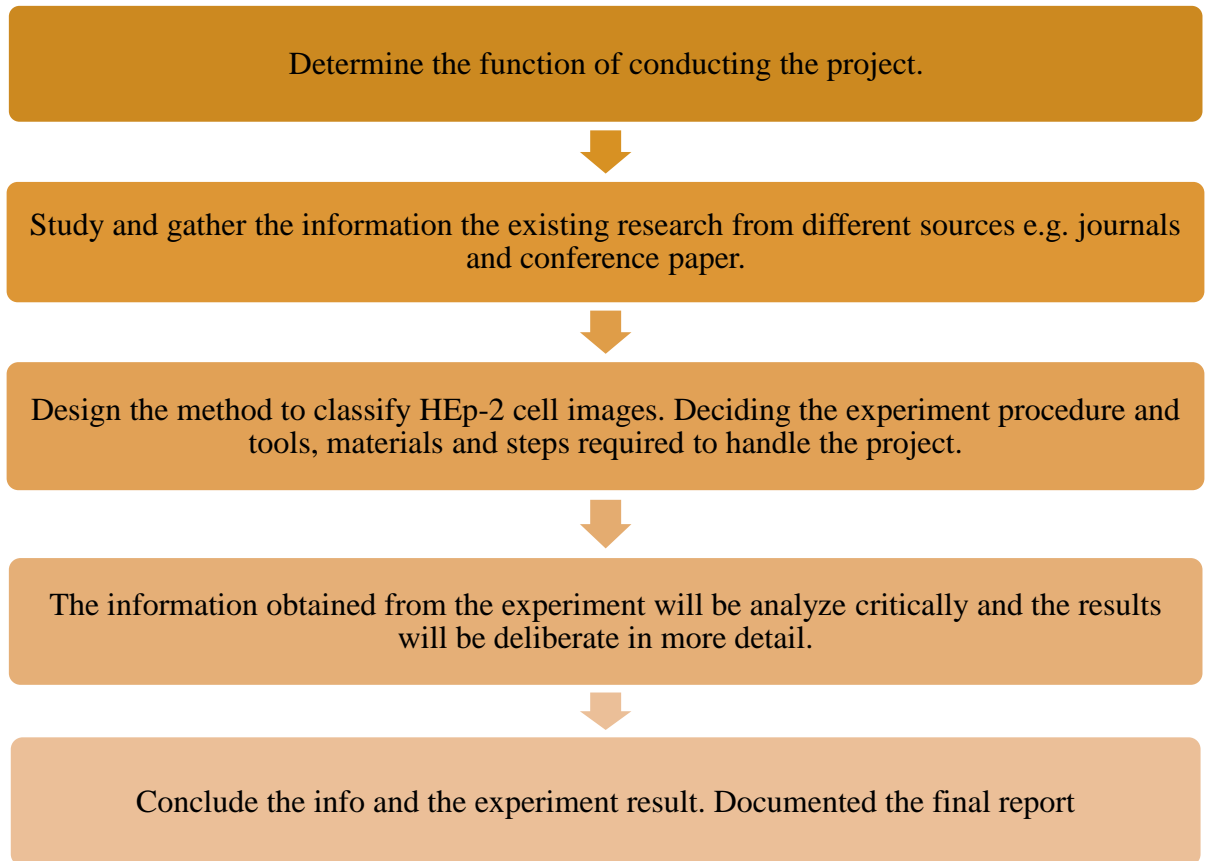 Determine the function of conducting the project.
Study and gather the information the existing research from different sources e.g. journals
and conference paper.
Design the method to classify HEp-2 cell images. Deciding the experiment procedure and
tools, materials and steps required to handle the project.
The information obtained from the experiment will be analyze critically and the results
will be deliberate in more detail.
Conclude the info and the experiment result. Documented the final report